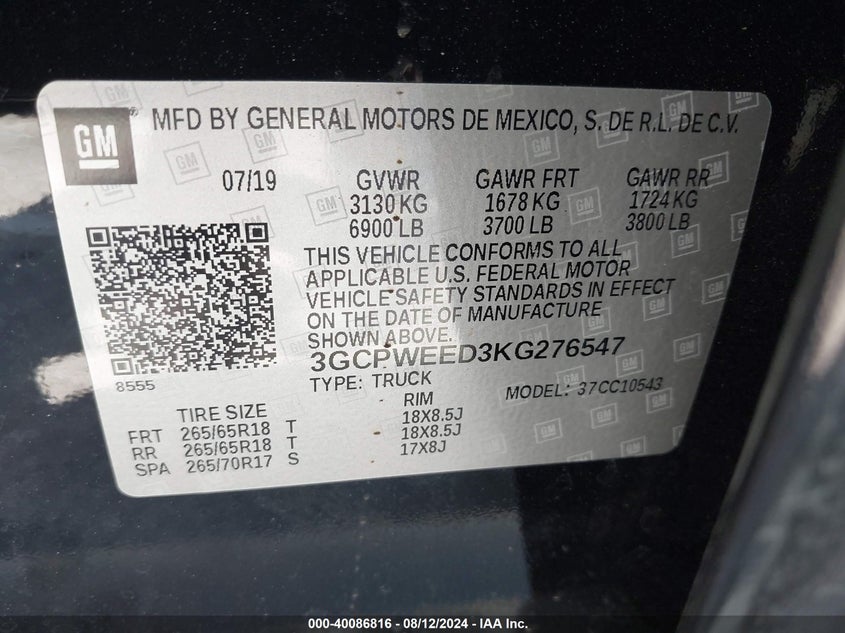 GM
MFD BY GENERAL MOTORS DE MEXICO, S. DE R.L. DE C.V.
07/19
GVWR
3130 KG
6900 LB
GAWR FRT
1678 KG
3700 LB
GAWR RR
1724 KG
3800 LB
THIS VEHICLE CONFORMS TO ALL
APPLICABLE U.S. FEDERAL MOTOR
VEHICLE SAFETY STANDARDS IN EFFECT
ON THE DATE OF MANUFACTURE
SHOWN ABOVE.
3GCPWEED3KG276547
8555
TYPE: TRUCK
MODEL: 37CC10543
TIRE SIZE RIM
FRT 265/65R18 T 18X8.5J
RR 265/65R18 T 18X8.5J
SPA 265/70R17 S 17X8J
000-40086816 - 08/12/2024 - IAA Inc.